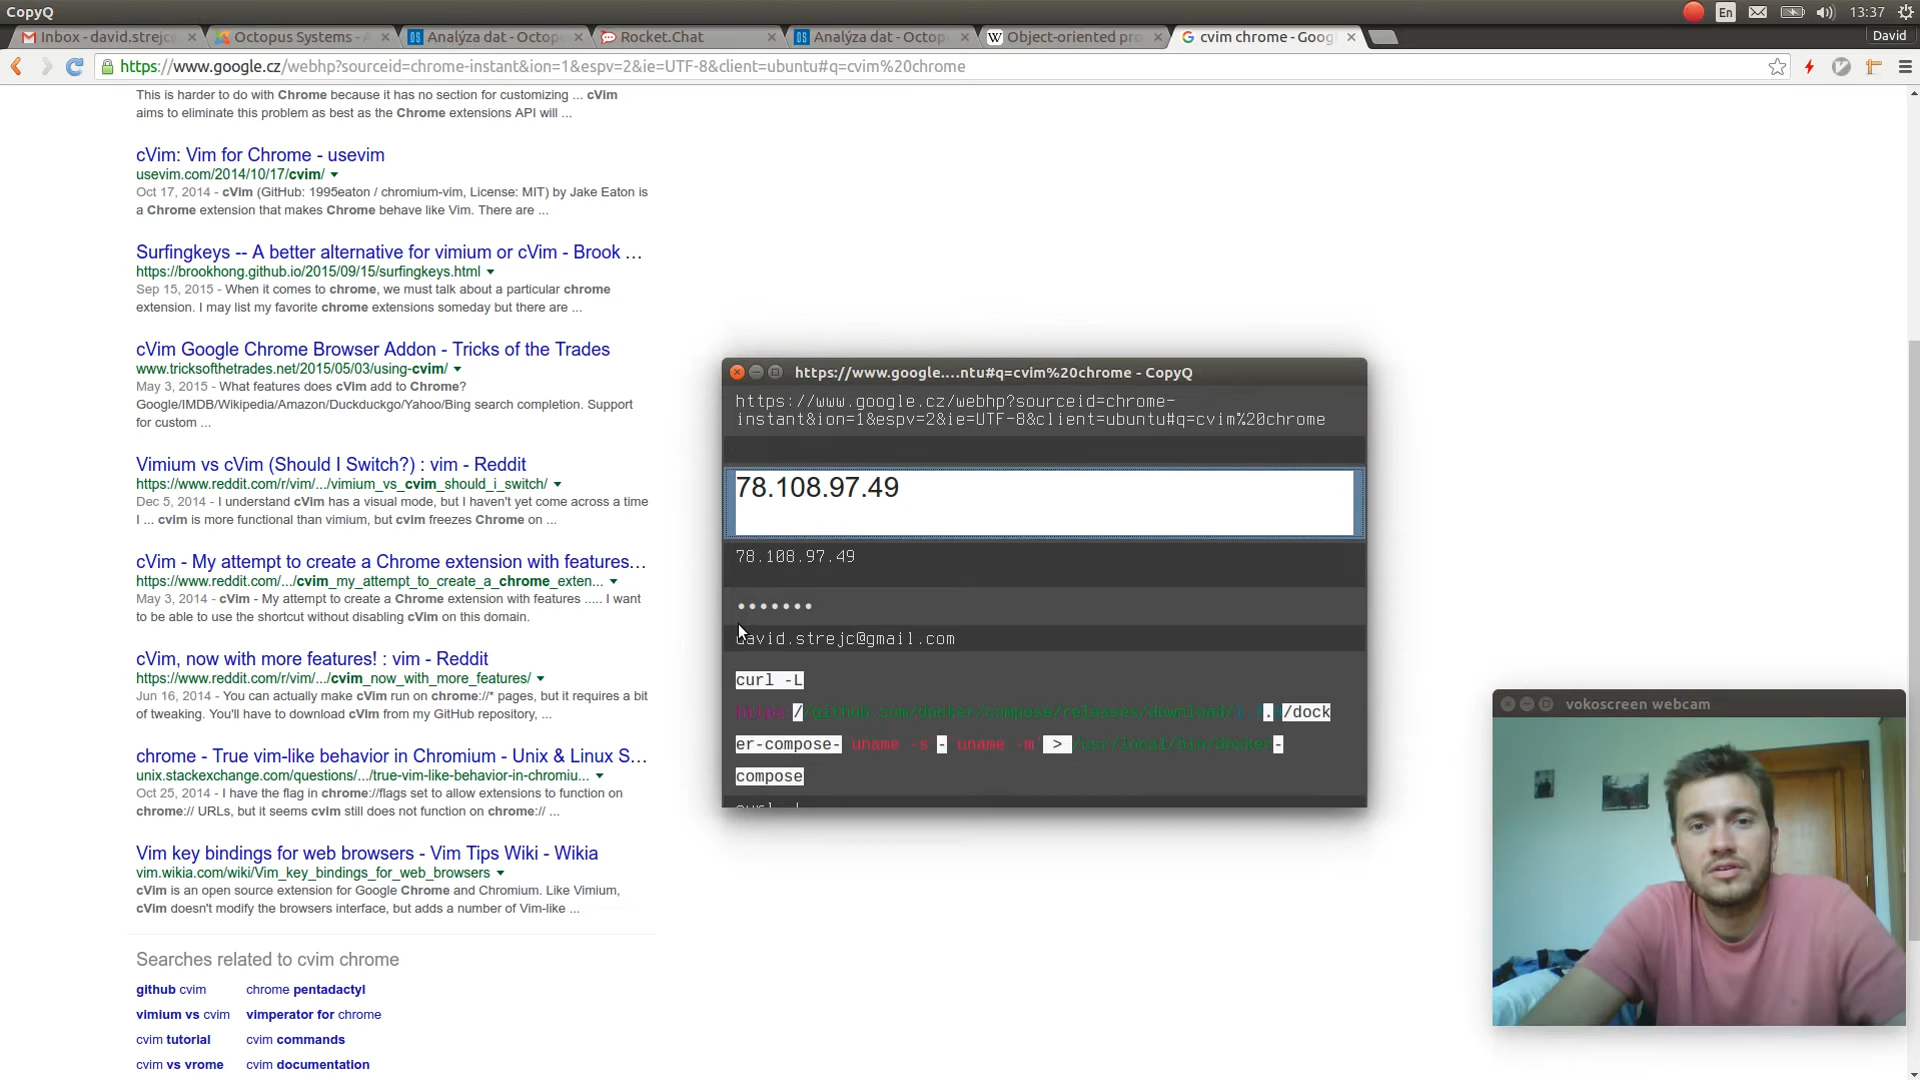 CopyQ
En
13:37
Inbox - david.strejc
Octopus Systems - A
Analýza dat - Octop
Rocket.Chat
Analýza dat - Octop
Object-oriented pro
cvim chrome - Goog
David
https://www.google.cz/webhp?sourceid=chrome-instant&ion=1&espv=2&ie=UTF-8&client=ubuntu#q=cvim%20chrome
This is harder to do with Chrome because it has no section for customizing ... cVim
aims to eliminate this problem as best as the Chrome extensions API will ...
cVim: Vim for Chrome - usevim
usevim.com/2014/10/17/cvim/
Oct 17, 2014 - cVim (GitHub: 1995eaton / chromium-vim, License: MIT) by Jake Eaton is
a Chrome extension that makes Chrome behave like Vim. There are ...
Surfingkeys -- A better alternative for vimium or cVim - Brook ...
https://brookhong.github.io/2015/09/15/surfingkeys.html
Sep 15, 2015 - When it comes to chrome, we must talk about a particular chrome
extension. I may list my favorite chrome extensions someday but there are ...
cVim Google Chrome Browser Addon - Tricks of the Trades
www.tricksofthetrades.net/2015/05/03/using-cvim/
May 3, 2015 - What features does cVim add to Chrome?
Google/IMDB/Wikipedia/Amazon/Duckduckgo/Yahoo/Bing search completion. Support
for custom ...
Vimium vs cVim (Should I Switch?) : vim - Reddit
https://www.reddit.com/r/vim/.../vimium_vs_cvim_should_i_switch/
Dec 5, 2014 - I understand cVim has a visual mode, but I haven't yet come across a time
I ... cvim is more functional than vimium, but cvim freezes Chrome on ...
cVim - My attempt to create a Chrome extension with features...
https://www.reddit.com/.../cvim_my_attempt_to_create_a_chrome_exten...
May 3, 2014 - cVim - My attempt to create a Chrome extension with features ..... I want
to be able to use the shortcut without disabling cVim on this domain.
cVim, now with more features! : vim - Reddit
https://www.reddit.com/r/vim/.../cvim_now_with_more_features/
Jun 16, 2014 - You can actually make cVim run on chrome://* pages, but it requires a bit
of tweaking. You'll have to download cVim from my GitHub repository, ...
chrome - True vim-like behavior in Chromium - Unix & Linux S...
unix.stackexchange.com/questions/.../true-vim-like-behavior-in-chromiu...
Oct 25, 2014 - I have the flag in chrome://flags set to allow extensions to function on
chrome:// URLs, but it seems cvim still does not function on chrome:// ...
Vim key bindings for web browsers - Vim Tips Wiki - Wikia
vim.wikia.com/wiki/Vim_key_bindings_for_web_browsers
cVim is an open source extension for Google Chrome and Chromium. Like Vimium,
cVim doesn't modify the browsers interface, but adds a number of Vim-like ...
Searches related to cvim chrome
github cvim
chrome pentadactyl
vimium vs cvim
vimperator for chrome
cvim tutorial
cvim commands
cvim vs vrome
cvim documentation
https://www.google....ntu#q=cvim%20chrome - CopyQ
https://www.google.cz/webhp?sourceid=chrome-
instant&ion=1&espv=2&ie=UTF-8&client=ubuntu#q=cvim%20chrome
78.108.97.49
78.108.97.49
•••••••
david.strejc@gmail.com
curl -L
https://github.com/docker/compose/releases/download/ /dock
er-compose-`uname -s`-`uname -m` > /usr/local/bin/docker-
compose
vokoscreen webcam